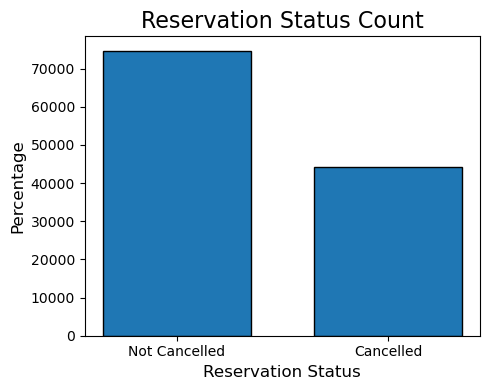 Reservation Status Count
Percentage
70000
60000
50000
40000
30000
20000
10000
0
Not Cancelled
Cancelled
Reservation Status